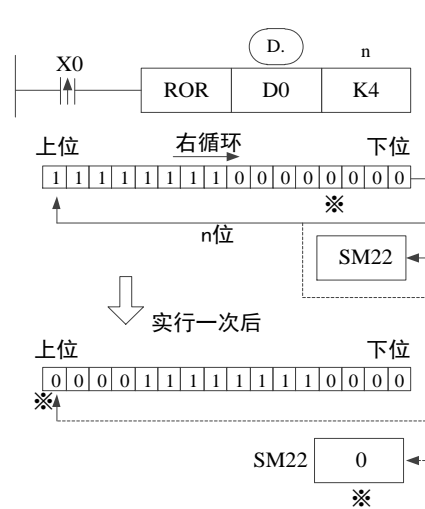 D. n
X0
ROR D0 K4
上位 右循环 下位
1 1 1 1 1 1 1 1 0 0 0 0 0 0 0 0
※
n位
SM22
实行一次后
上位 下位
0 0 0 0 1 1 1 1 1 1 1 1 0 0 0 0
※
SM22 0
※